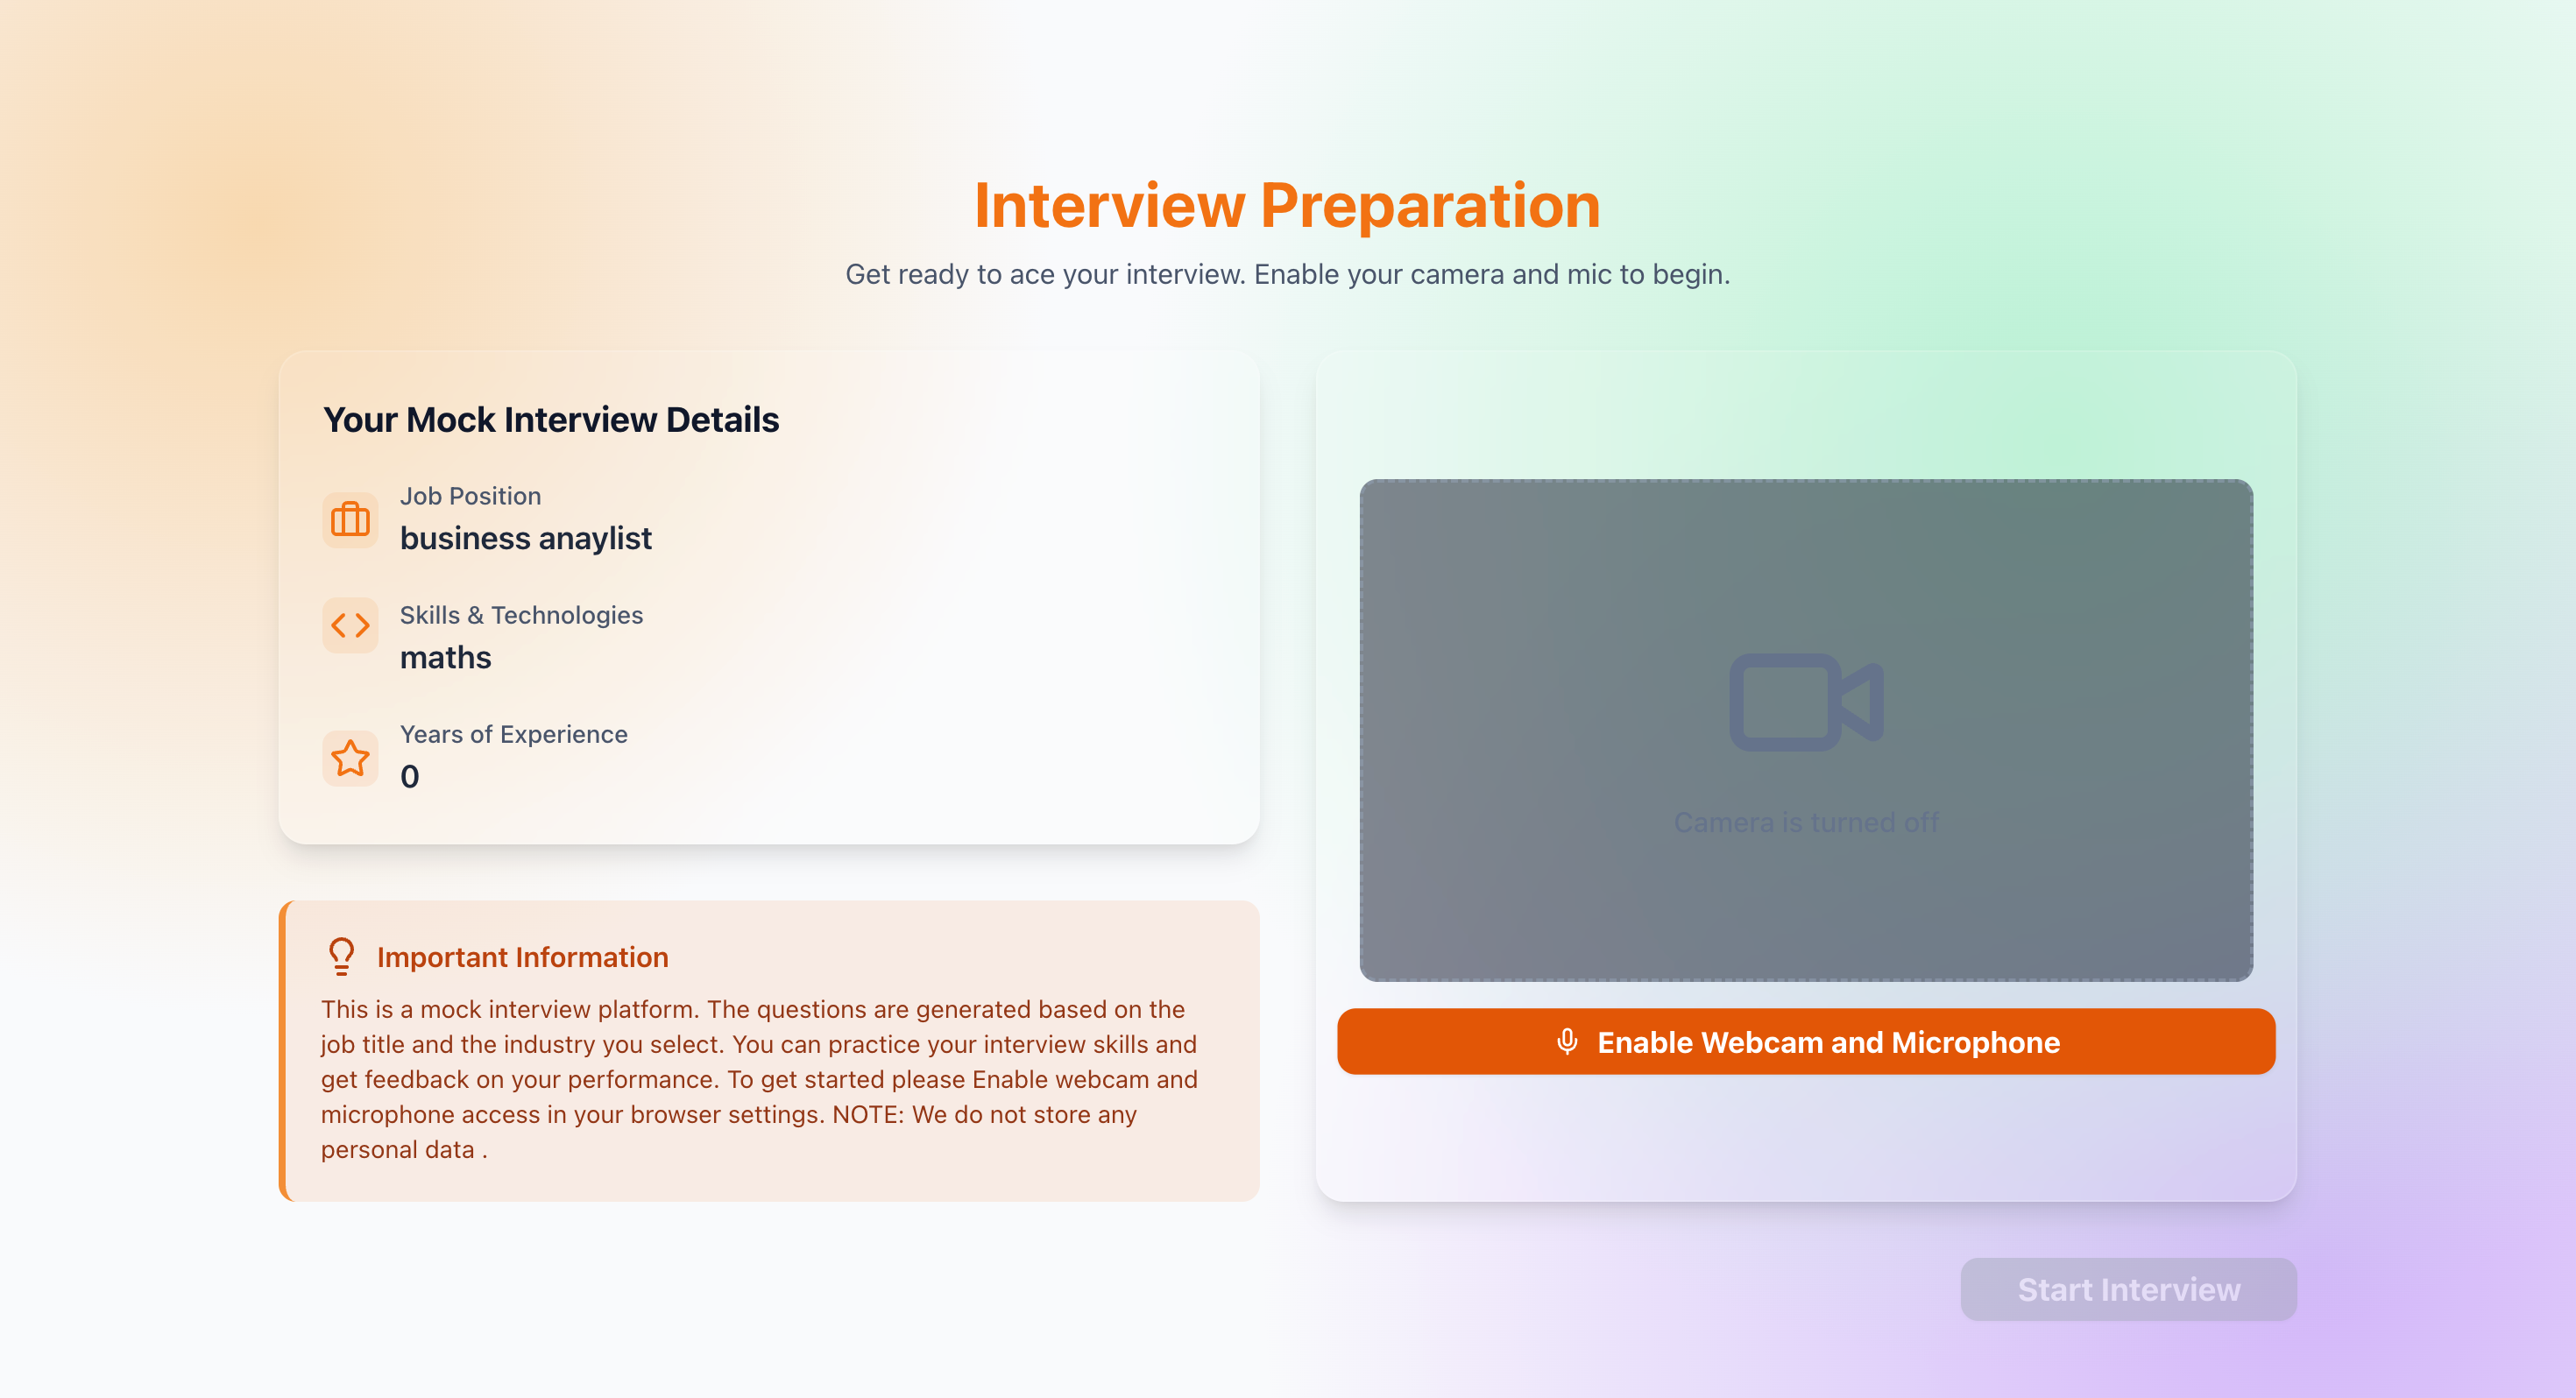 Interview Preparation
Get ready to ace your interview. Enable your camera and mic to begin.
Your Mock Interview Details
Job Position
business anaylist
Skills & Technologies
maths
Years of Experience
0
Important Information
This is a mock interview platform. The questions are generated based on the
job title and the industry you select. You can practice your interview skills and
get feedback on your performance. To get started please Enable webcam and
microphone access in your browser settings. NOTE: We do not store any
personal data .
Camera is turned off
Enable Webcam and Microphone
Start Interview